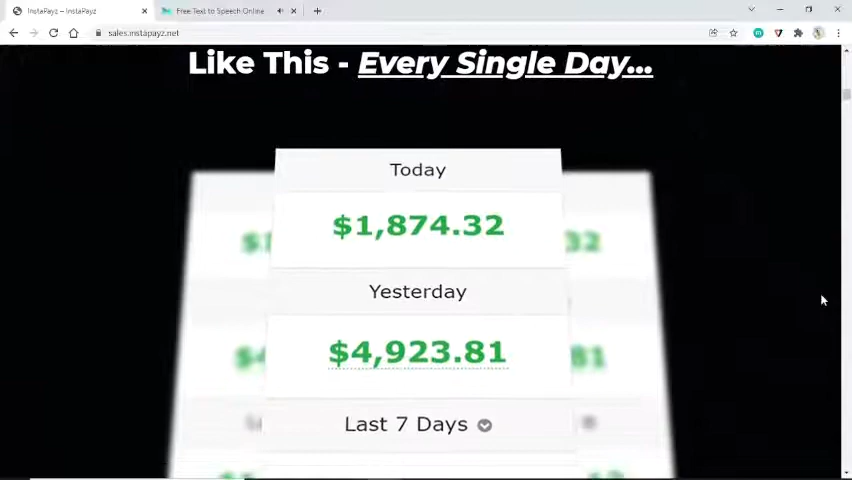 InstaPayz – InstaPayz
Free Text to Speech Online
sales.instapayz.net
Like This - Every Single Day...
Today
$1,874.32
Yesterday
$4,923.81
Last 7 Days